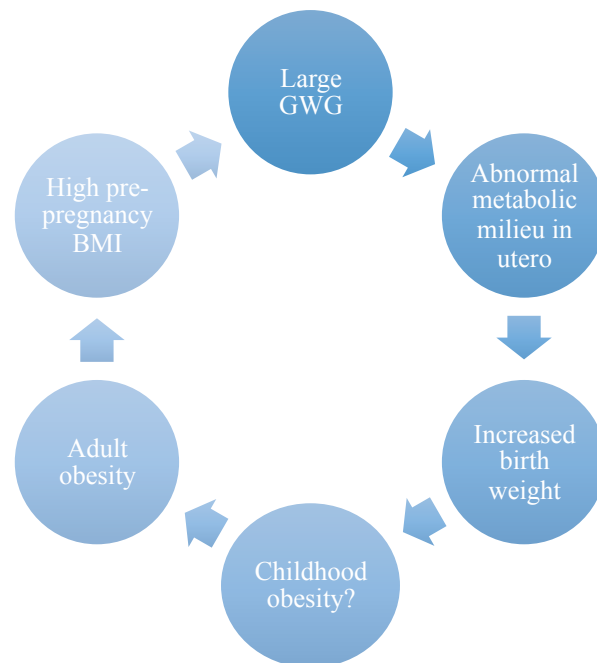 Large
GWG
Abnormal
metabolic
milieu in
utero
Increased
birth
weight
Childhood
obesity?
Adult
obesity
High pre-
pregnancy
BMI